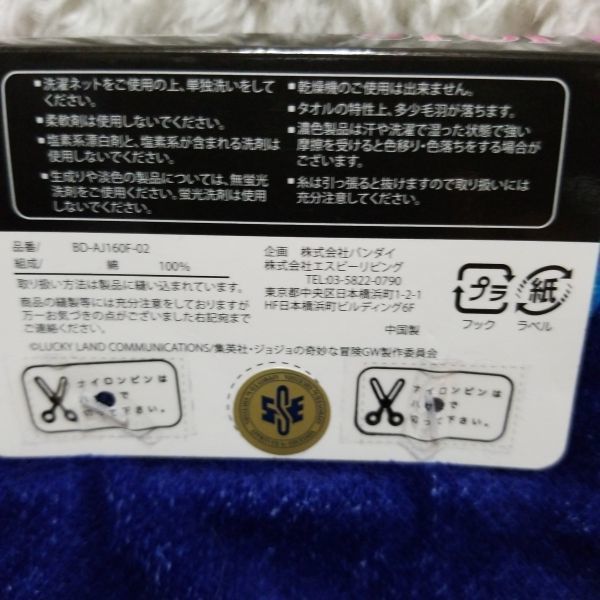 ■洗濯ネットをご使用の上、単独洗いをして
ください。
■柔軟剤は使用しないでください。
■塩素系漂白剤と、塩素系が含まれる洗剤は
使用しないでください。
■生成りや淡色の製品については、無蛍光
洗剤をご使用ください。蛍光洗剤は使用
しないでください。
■乾燥機のご使用は出来ません。
■タオルの特性上、多少毛羽が落ちます。
■濃色製品は汗や洗濯で湿った状態で強い
摩擦を受けると色移り・色落ちをする場合が
ございます。
■糸は引っ張ると抜けますので取り扱いには
充分注意してください。
品番/ BD-AJ160F-02
組成/ 綿 100%
取り扱い方法は製品に縫い込まれています。
商品の縫製等には充分注意をしておりますが
万一お気づきの点がございました右記宛まで
ご連絡ください。
企画 株式会社バンダイ
株式会社エスピーリビング
TEL:03-5822-0790
東京都中央区日本橋浜町1-2-1
HF日本橋浜町ビルディング6F
中国製
プラ
フック
紙
ラベル
©LUCKY LAND COMMUNICATIONS/集英社・ジョジョの奇妙な冒険GW製作委員会
ナイロンピンは
ハ で
切って下さい。
ナイロンピンは
ハ で
切って下さい。